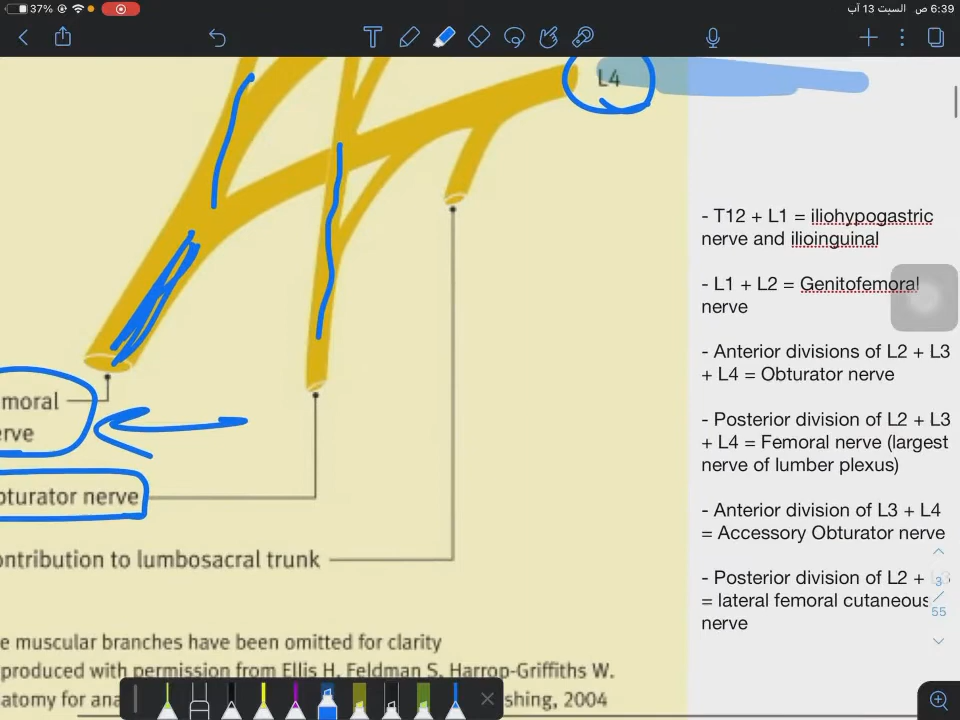 37%
السبت 13 آب
6:39 ص
T
L4
- T12 + L1 = iliohypogastric
nerve and ilioinguinal
- L1 + L2 = Genitofemoral
nerve
- Anterior divisions of L2 + L3
+ L4 = Obturator nerve
- Posterior division of L2 + L3
+ L4 = Femoral nerve (largest
nerve of lumber plexus)
- Anterior division of L3 + L4
= Accessory Obturator nerve
- Posterior division of L2 +
= lateral femoral cutaneous
nerve
3
55
moral
erve
bturator nerve
ontribution to lumbosacral trunk
e muscular branches have been omitted for clarity
produced with permission from Ellis H, Feldman S, Harrop-Griffiths W.
atomy for ana shing, 2004